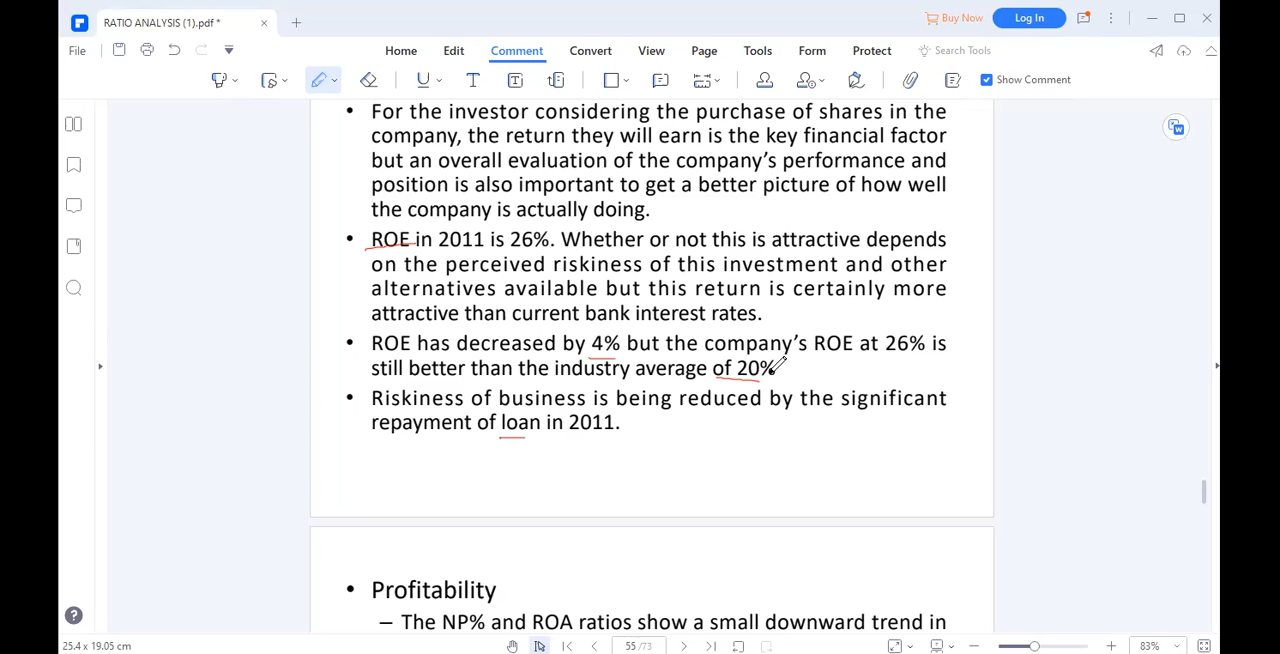 RATIO ANALYSIS (1).pdf *
Buy Now
Log In
File
Home
Edit
Comment
Convert
View
Page
Tools
Form
Protect
Search Tools
Show Comment
• For the investor considering the purchase of shares in the
company, the return they will earn is the key financial factor
but an overall evaluation of the company's performance and
position is also important to get a better picture of how well
the company is actually doing.
• ROE in 2011 is 26%. Whether or not this is attractive depends
on the perceived riskiness of this investment and other
alternatives available but this return is certainly more
attractive than current bank interest rates.
• ROE has decreased by 4% but the company's ROE at 26% is
still better than the industry average of 20%
• Riskiness of business is being reduced by the significant
repayment of loan in 2011.
• Profitability
– The NP% and ROA ratios show a small downward trend in
25.4 x 19.05 cm
55 /73
83%